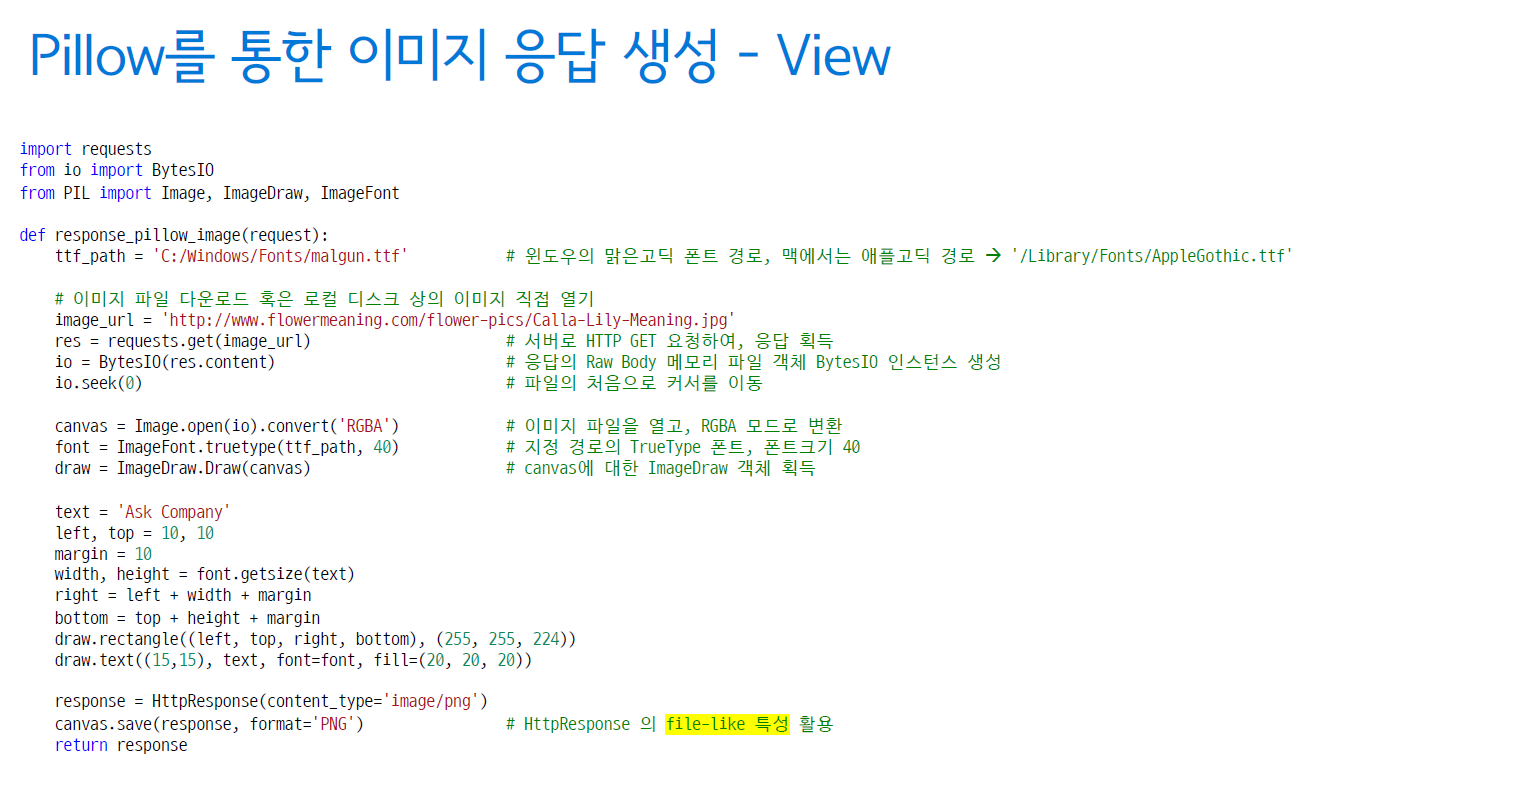 Pillow를 통한 이미지 응답 생성 - View
import requests
from io import BytesIO
from PIL import Image, ImageDraw, ImageFont
def response_pillow_image(request):
    ttf_path = 'C:/Windows/Fonts/malgun.ttf'           # 윈도우의 맑은고딕 폰트 경로, 맥에서는 애플고딕 경로 → '/Library/Fonts/AppleGothic.ttf'
    # 이미지 파일 다운로드 혹은 로컬 디스크 상의 이미지 직접 열기
    image_url = 'http://www.flowermeaning.com/flower-pics/Calla-Lily-Meaning.jpg'
    res = requests.get(image_url)                      # 서버로 HTTP GET 요청하여, 응답 획득
    io = BytesIO(res.content)                          # 응답의 Raw Body 메모리 파일 객체 BytesIO 인스턴스 생성
    io.seek(0)                                         # 파일의 처음으로 커서를 이동
    canvas = Image.open(io).convert('RGBA')            # 이미지 파일을 열고, RGBA 모드로 변환
    font = ImageFont.truetype(ttf_path, 40)            # 지정 경로의 TrueType 폰트, 폰트크기 40
    draw = ImageDraw.Draw(canvas)                      # canvas에 대한 ImageDraw 객체 획득
    text = 'Ask Company'
    left, top = 10, 10
    margin = 10
    width, height = font.getsize(text)
    right = left + width + margin
    bottom = top + height + margin
    draw.rectangle((left, top, right, bottom), (255, 255, 224))
    draw.text((15,15), text, font=font, fill=(20, 20, 20))
    response = HttpResponse(content_type='image/png')
    canvas.save(response, format='PNG')                # HttpResponse 의 file-like 특성 활용
    return response